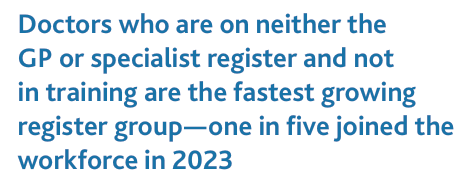 Doctors who are on neither the
GP or specialist register and not
in training are the fastest growing
register group—one in five joined the
workforce in 2023